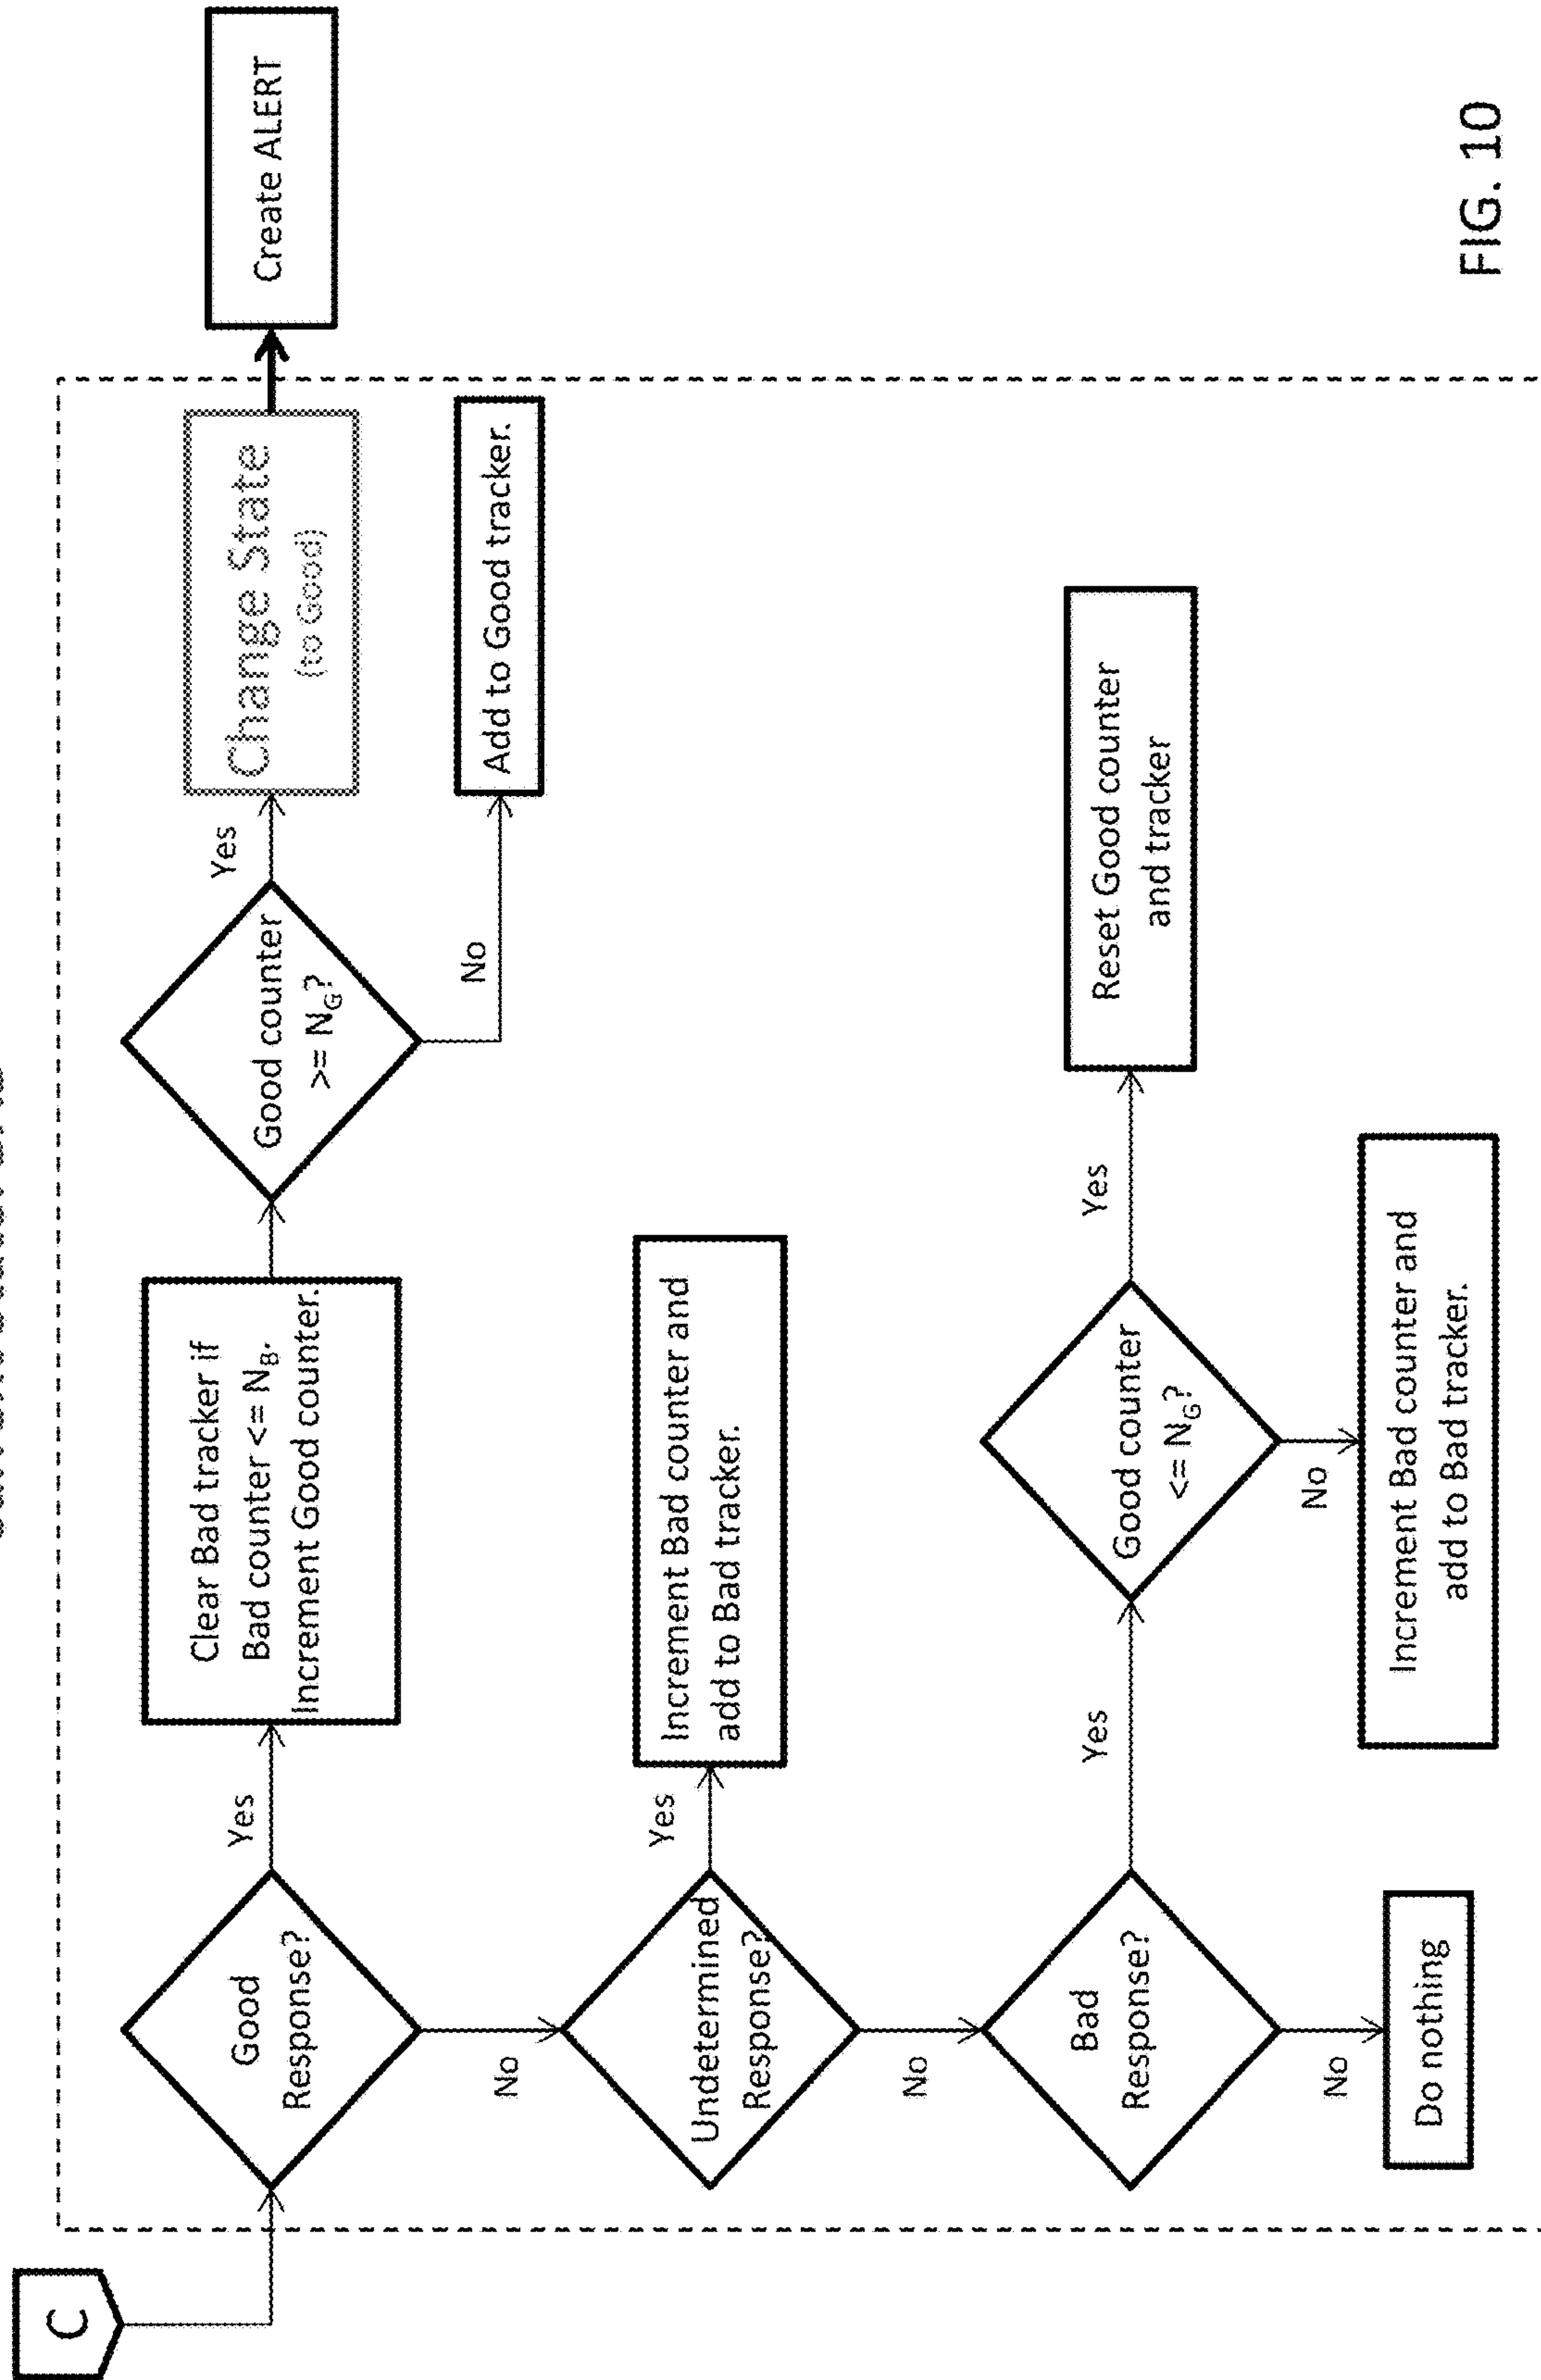 C
Good
Response?
Yes
Clear Bad tracker if
Bad counter <= NB.
Increment Good counter.
Good counter
>= NG?
Yes
Change State
(to Good)
Create ALERT
No
Add to Good tracker.
No
Undetermined
Response?
Yes
Increment Bad counter and
add to Bad tracker.
No
Bad
Response?
Yes
Good counter
<= NG?
Yes
Reset Good counter
and tracker
No
Increment Bad counter and
add to Bad tracker.
No
Do nothing
FIG. 10